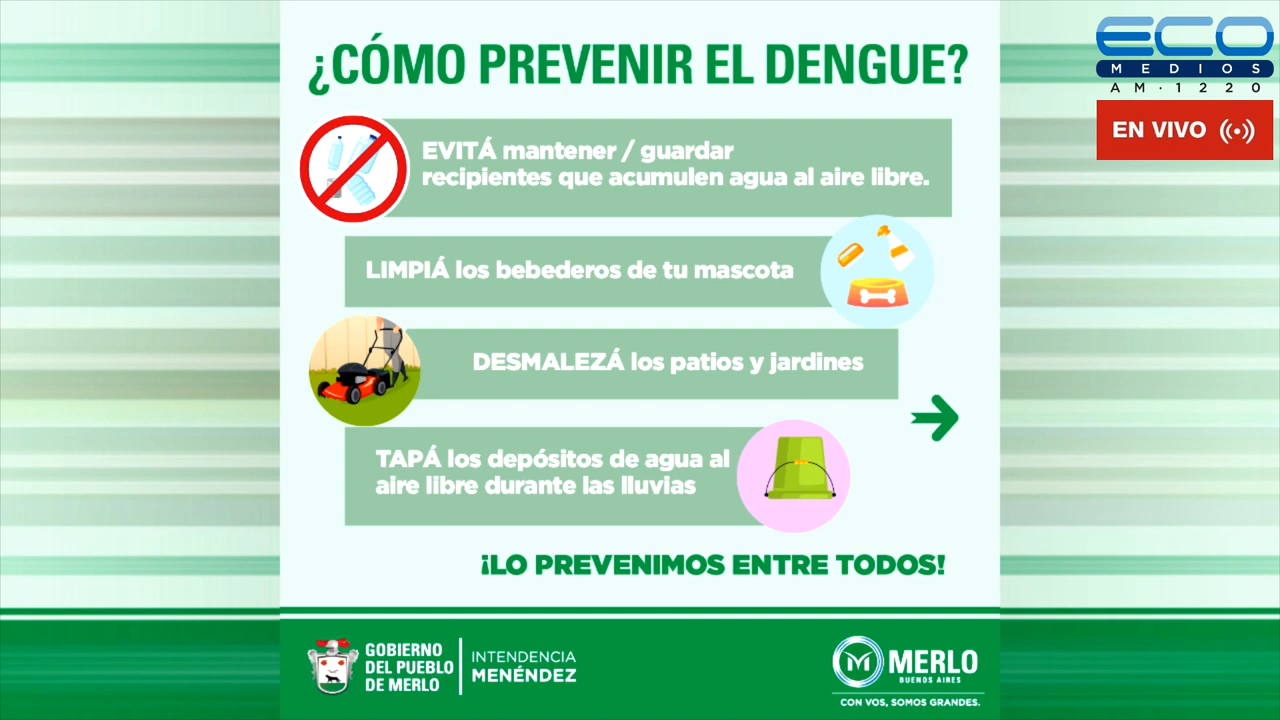 ¿CÓMO PREVENIR EL DENGUE?
ECO
MEDIOS
AM·1220
EN VIVO
EVITÁ mantener / guardar
recipientes que acumulen agua al aire libre.
LIMPIÁ los bebederos de tu mascota
DESMALEZÁ los patios y jardines
TAPÁ los depósitos de agua al
aire libre durante las lluvias
¡LO PREVENIMOS ENTRE TODOS!
GOBIERNO
DEL PUEBLO
DE MERLO
INTENDENCIA
MENÉNDEZ
MERLO
BUENOS AIRES
CON VOS, SOMOS GRANDES.